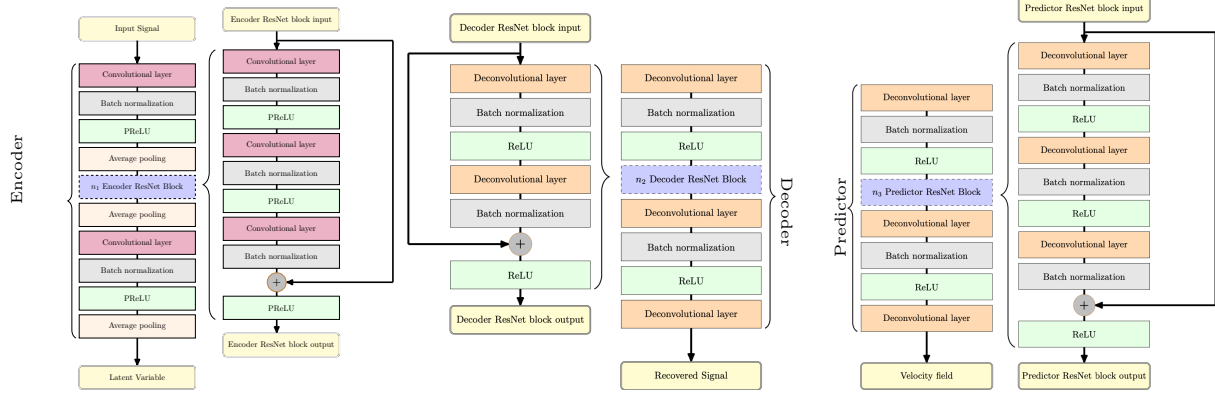 Encoder
Input Signal
Convolutional layer
Batch normalization
PReLU
Average pooling
n₁ Encoder ResNet Block
Average pooling
Convolutional layer
Batch normalization
PReLU
Average pooling
Latent Variable
Encoder ResNet block input
Convolutional layer
Batch normalization
PReLU
Convolutional layer
Batch normalization
PReLU
Convolutional layer
Batch normalization
+
PReLU
Encoder ResNet block output
Decoder ResNet block input
Deconvolutional layer
Batch normalization
ReLU
Deconvolutional layer
Batch normalization
+
ReLU
Decoder ResNet block output
Deconvolutional layer
Batch normalization
ReLU
n₂ Decoder ResNet Block
Deconvolutional layer
Batch normalization
ReLU
Deconvolutional layer
Recovered Signal
Decoder
Predictor
Deconvolutional layer
Batch normalization
ReLU
n₃ Predictor ResNet Block
Deconvolutional layer
Batch normalization
ReLU
Deconvolutional layer
Velocity field
Predictor ResNet block input
Deconvolutional layer
Batch normalization
ReLU
Deconvolutional layer
Batch normalization
ReLU
Deconvolutional layer
Batch normalization
+
ReLU
Predictor ResNet block output